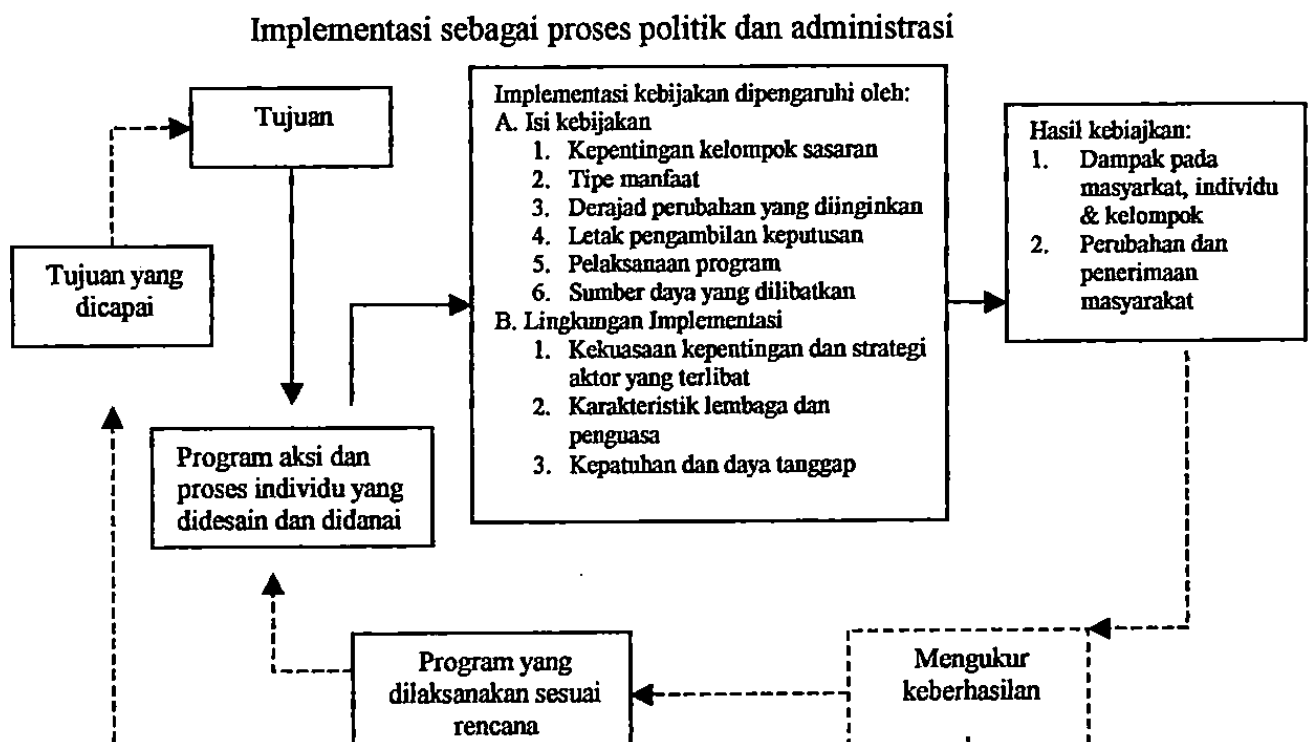 Implementasi sebagai proses politik dan administrasi
Tujuan
Tujuan yang
dicapai
Program aksi dan
proses individu yang
didesain dan didanai
Implementasi kebijakan dipengaruhi oleh:
A. Isi kebijakan
1. Kepentingan kelompok sasaran
2. Tipe manfaat
3. Derajad perubahan yang diinginkan
4. Letak pengambilan keputusan
5. Pelaksanaan program
6. Sumber daya yang dilibatkan
B. Lingkungan Implementasi
1. Kekuasaan kepentingan dan strategi
aktor yang terlibat
2. Karakteristik lembaga dan
penguasa
3. Kepatuhan dan daya tanggap
Hasil kebiajkan:
1. Dampak pada
masyarkat, individu
& kelompok
2. Perubahan dan
penerimaan
masyarakat
Program yang
dilaksanakan sesuai
rencana
Mengukur
keberhasilan